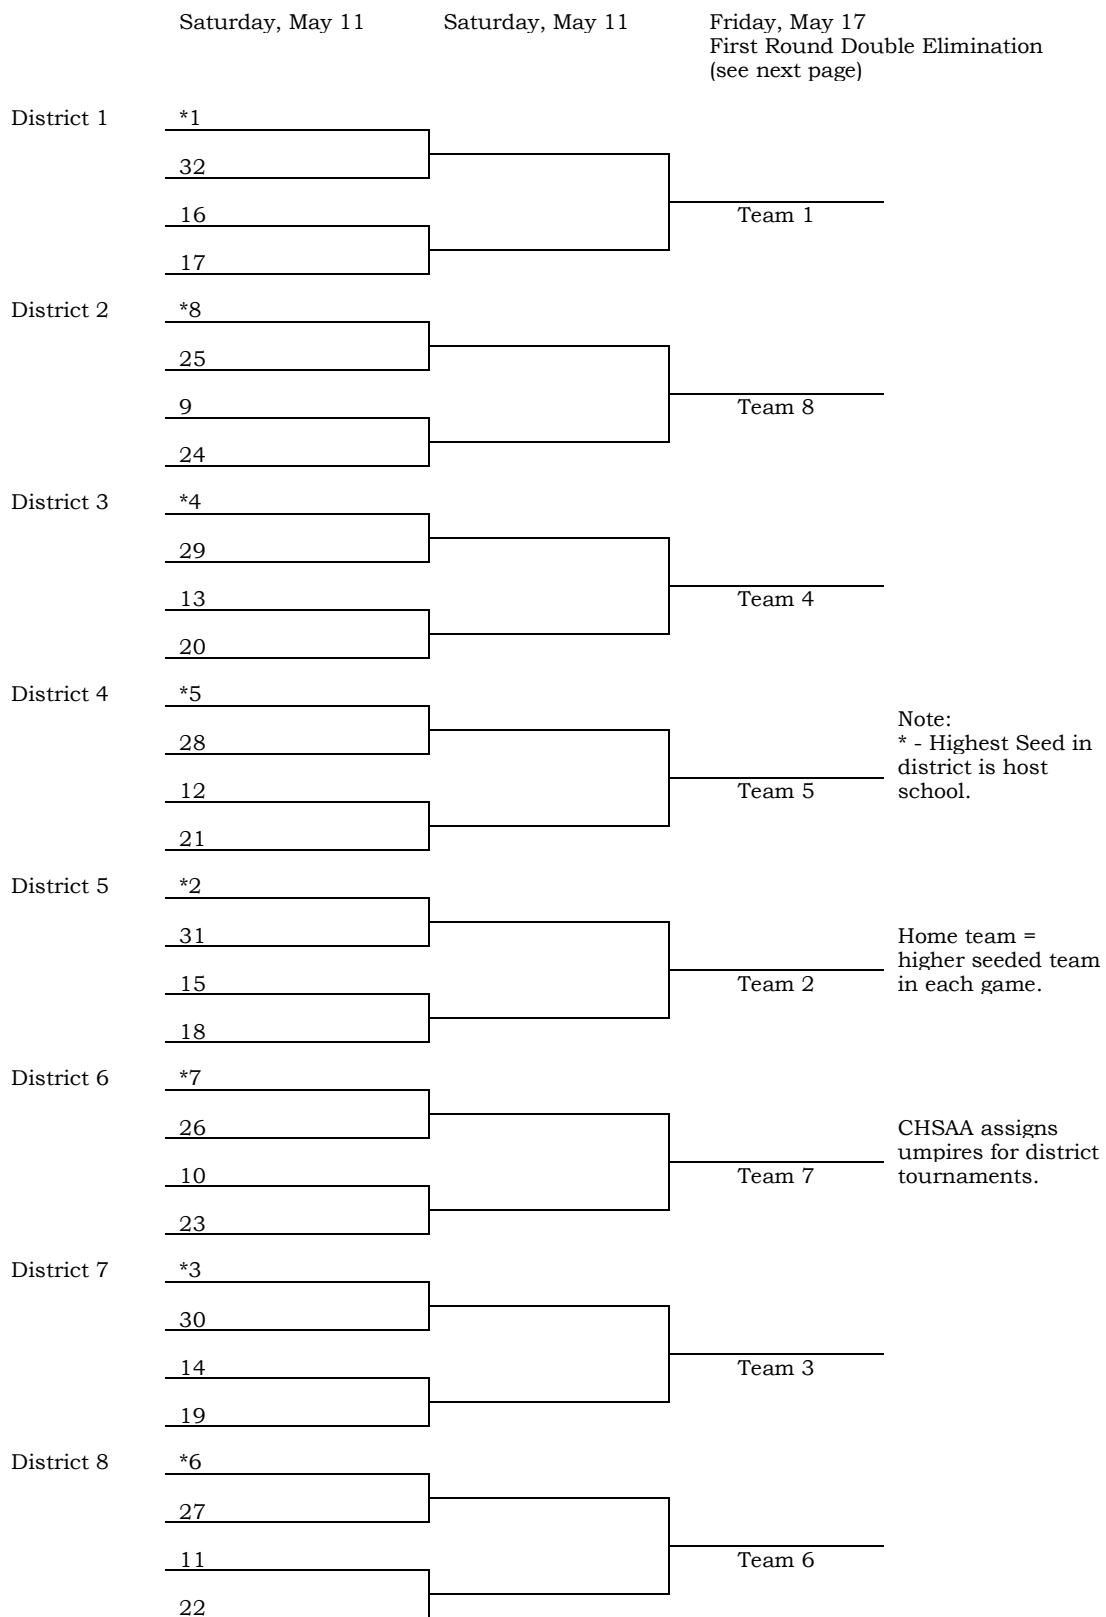 Saturday, May 11
Saturday, May 11
Friday, May 17
First Round Double Elimination
(see next page)
District 1
*1
32
16
Team 1
17
District 2
*8
25
9
Team 8
24
District 3
*4
29
13
Team 4
20
District 4
*5
Note:
* - Highest Seed in
district is host
school.
28
12
Team 5
21
District 5
*2
31
Home team =
higher seeded team
in each game.
15
Team 2
18
District 6
*7
26
CHSAA assigns
umpires for district
tournaments.
10
Team 7
23
District 7
*3
30
14
Team 3
19
District 8
*6
27
11
Team 6
22